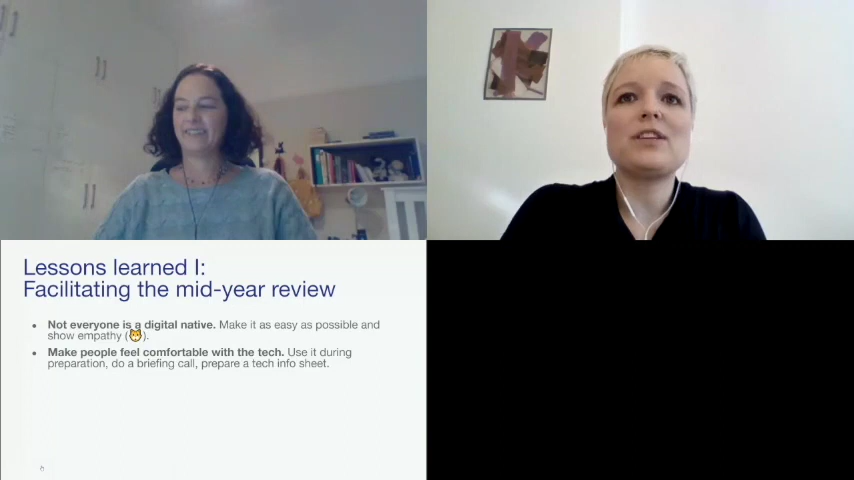 Lessons learned I:
Facilitating the mid-year review
• Not everyone is a digital native. Make it as easy as possible and
show empathy (🐱).
• Make people feel comfortable with the tech. Use it during
preparation, do a briefing call, prepare a tech info sheet.